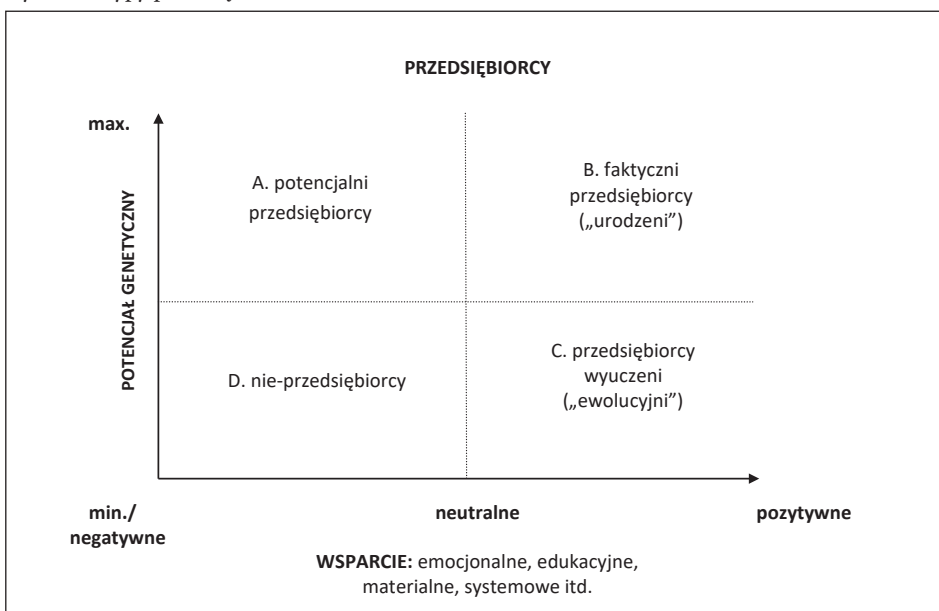 PRZEDSIĘBIORCY
max.
POTENCJAŁ GENETYCZNY
A. potencjalni
przedsiębiorcy
B. faktyczni
przedsiębiorcy
(„urodzeni”)
D. nie-przedsiębiorcy
C. przedsiębiorcy
wyuczeni
(„ewolucyjni”)
min./
negatywne
neutralne
pozytywne
WSPARCIE: emocjonalne, edukacyjne,
materialne, systemowe itd.